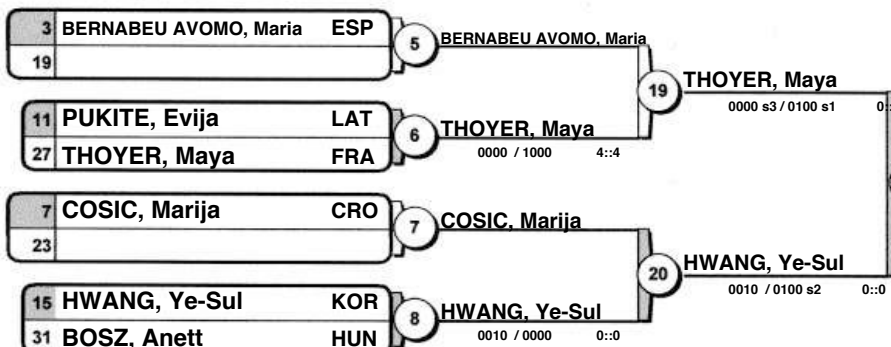 3 BERNABEU AVOMO, Maria ESP
19
5
BERNABEU AVOMO, Maria
19
THOYER, Maya
0000 s3 / 0100 s1
11 PUKITE, Evija LAT
27 THOYER, Maya FRA
6
THOYER, Maya
0000 / 1000 4::4
7 COSIC, Marija CRO
23
7
COSIC, Marija
20
HWANG, Ye-Sul
0010 / 0100 s2 0::0
15 HWANG, Ye-Sul KOR
31 BOSZ, Anett HUN
8
HWANG, Ye-Sul
0010 / 0000 0::0